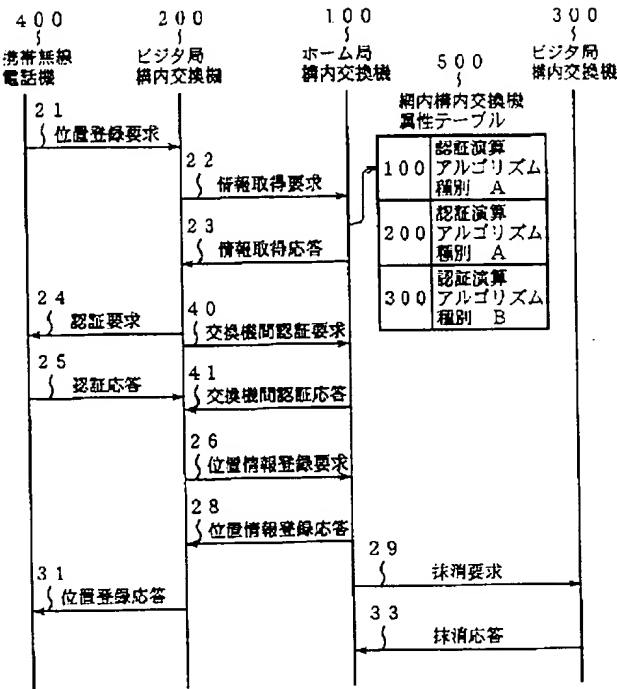 400
携帯無線
電話機
200
ビジタ局
構内交換機
100
ホーム局
構内交換機
500
網内構内交換機
属性テーブル
300
ビジタ局
構内交換機
21
位置登録要求
22
情報取得要求
100
認証演算
アルゴリズム
種別 A
200
認証演算
アルゴリズム
種別 A
300
認証演算
アルゴリズム
種別 B
23
情報取得応答
24
認証要求
40
交換機間認証要求
25
認証応答
41
交換機間認証応答
26
位置情報登録要求
28
位置情報登録応答
29
抹消要求
31
位置登録応答
33
抹消応答